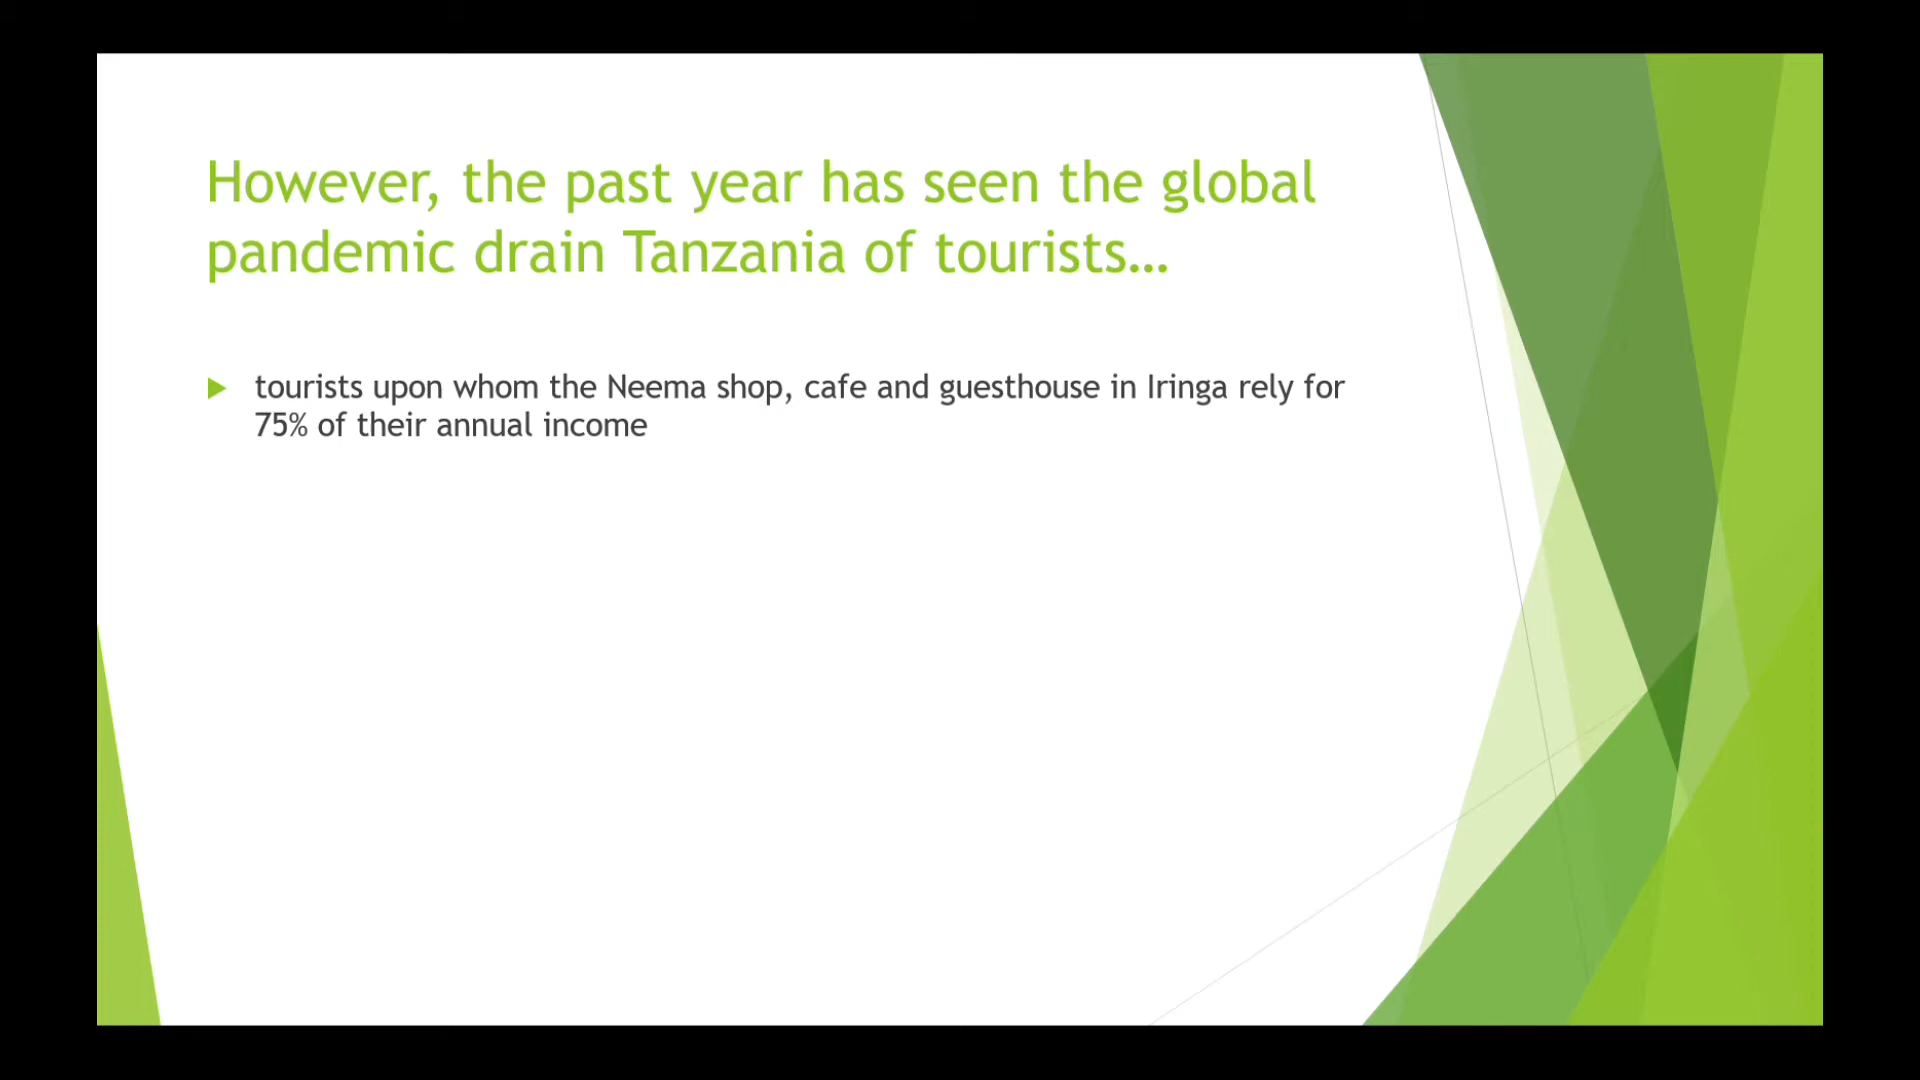 However, the past year has seen the global
pandemic drain Tanzania of tourists…
tourists upon whom the Neema shop, cafe and guesthouse in Iringa rely for
75% of their annual income